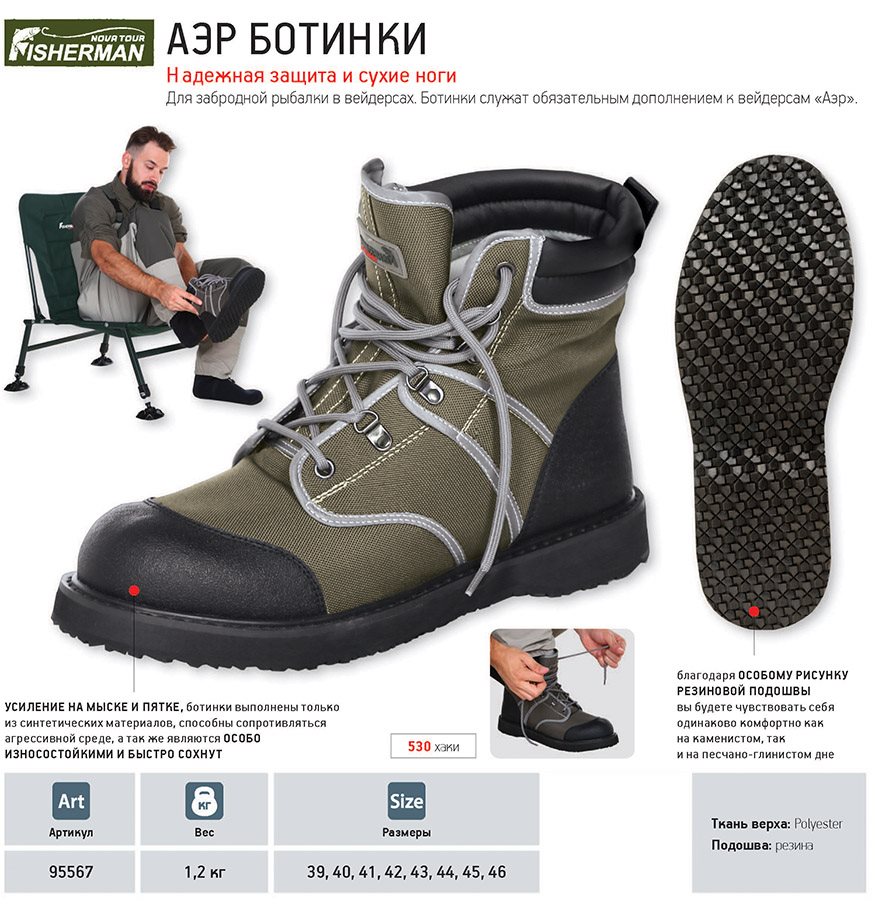 NOVA TOUR
FISHERMAN
АЭР БОТИНКИ
Надежная защита и сухие ноги
Для забродной рыбалки в вейдерсах. Ботинки служат обязательным дополнением к вейдерсам «Аэр».
УСИЛЕНИЕ НА МЫСКЕ И ПЯТКЕ, ботинки выполнены только
из синтетических материалов, способны сопротивляться
агрессивной среде, а так же являются ОСОБО
ИЗНОСОСТОЙКИМИ И БЫСТРО СОХНУТ
530 хаки
благодаря ОСОБОМУ РИСУНКУ
РЕЗИНОВОЙ ПОДОШВЫ
вы будете чувствовать себя
одинаково комфортно как
на каменистом, так
и на песчано-глинистом дне
Art
Артикул
кг
Вес
Size
Размеры
95567
1,2 кг
39, 40, 41, 42, 43, 44, 45, 46
Ткань верха: Polyester
Подошва: резина